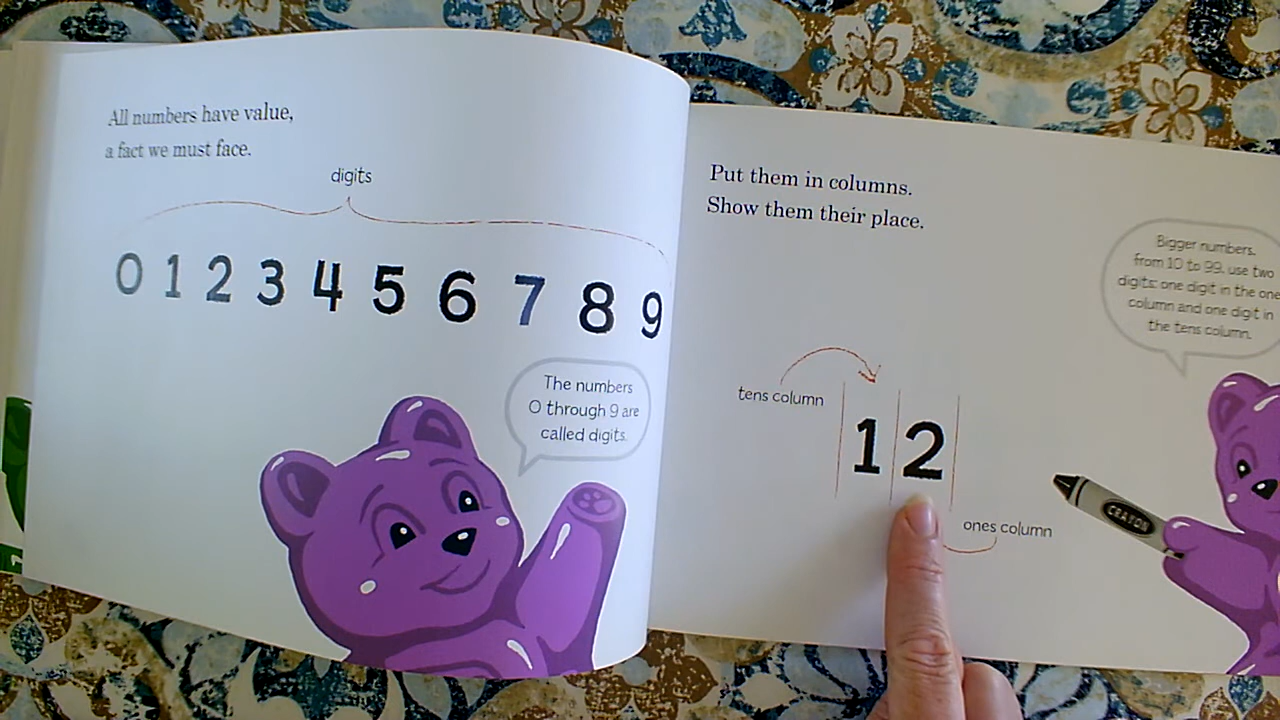 All numbers have value,
a fact we must face.
digits
0 1 2 3 4 5 6 7 8 9
The numbers
0 through 9 are
called digits.
Put them in columns.
Show them their place.
Bigger numbers,
from 10 to 99, use two
digits: one digit in the one
column and one digit in
the tens column.
tens column
12
CRAYON
ones column